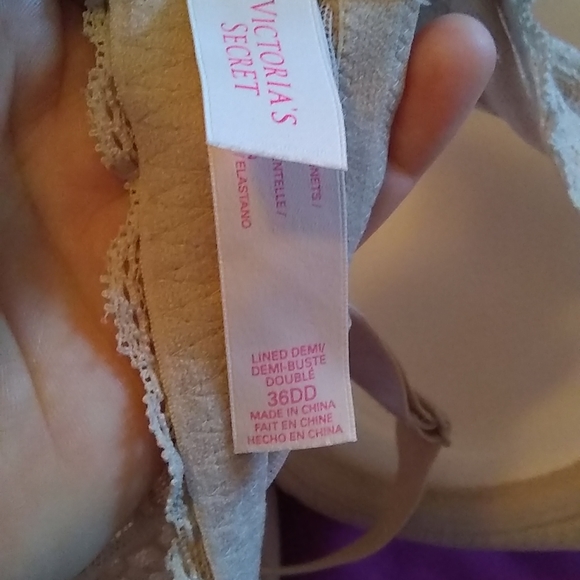 VICTORIA'S
SECRET
NETS /
NTELLE /
/ ELASTANO
LINED DEMI/
DEMI-BUSTE
DOUBLÉ
36DD
MADE IN CHINA
FAIT EN CHINE
HECHO EN CHINA